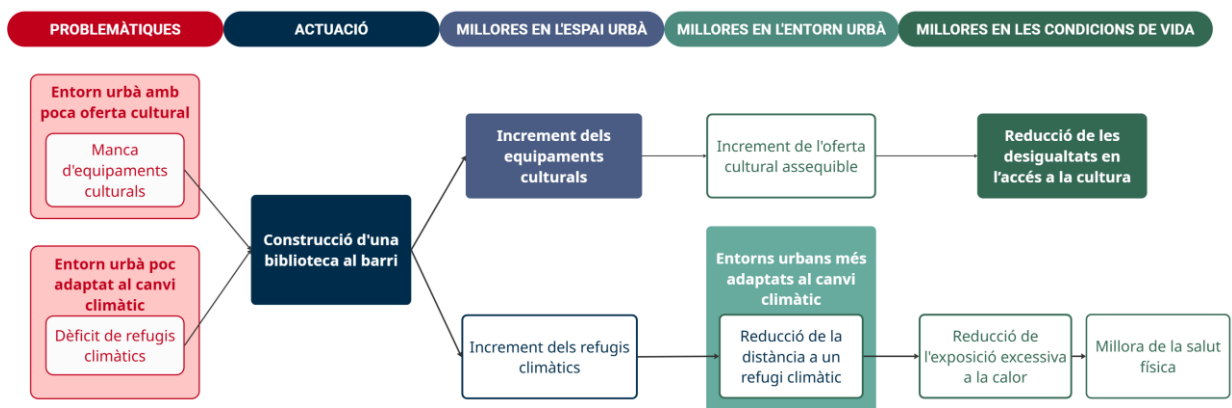 PROBLEMÀTIQUES
ACTUACIÓ
MILLORES EN L'ESPAI URBÀ
MILLORES EN L'ENTORN URBÀ
MILLORES EN LES CONDICIONS DE VIDA
Entorn urbà amb
poca oferta cultural
Manca
d'equipaments
culturals
Entorn urbà poc
adaptat al canvi
climàtic
Dèficit de refugis
climàtics
Construcció d'una
biblioteca al barri
Increment dels
equipaments
culturals
Increment de l'oferta
cultural assequible
Reducció de les
desigualtats en
l’accés a la cultura
Increment dels refugis
climàtics
Entorns urbans més
adaptats al canvi
climàtic
Reducció de la
distància a un
refugi climàtic
Reducció de
l'exposició excessiva
a la calor
Millora de la salut
física